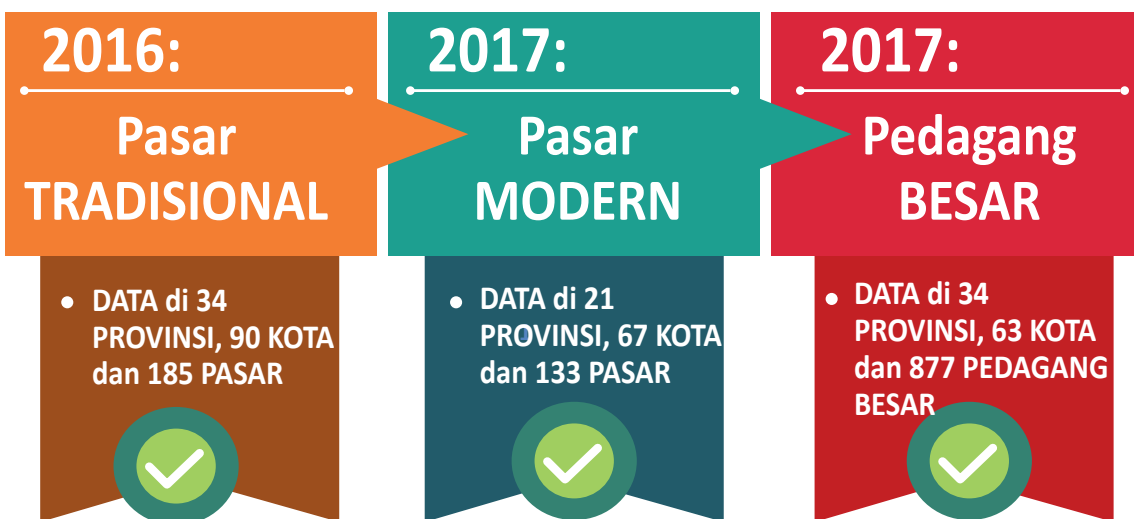 2016:
Pasar
TRADISIONAL
• DATA di 34
PROVINSI, 90 KOTA
dan 185 PASAR
2017:
Pasar
MODERN
• DATA di 21
PROVINSI, 67 KOTA
dan 133 PASAR
2017:
Pedagang
BESAR
• DATA di 34
PROVINSI, 63 KOTA
dan 877 PEDAGANG
BESAR